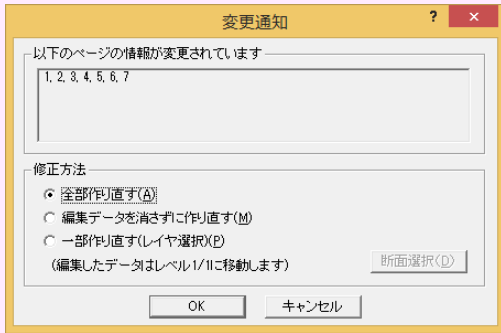 変更通知
? ×
以下のページの情報が変更されています
1, 2, 3, 4, 5, 6, 7
修正方法
全部作り直す(A)
編集データを消さずに作り直す(M)
一部作り直す(レイヤ選択)(P)
(編集したデータはレベル1/1に移動します)
断面選択(D)
OK キャンセル